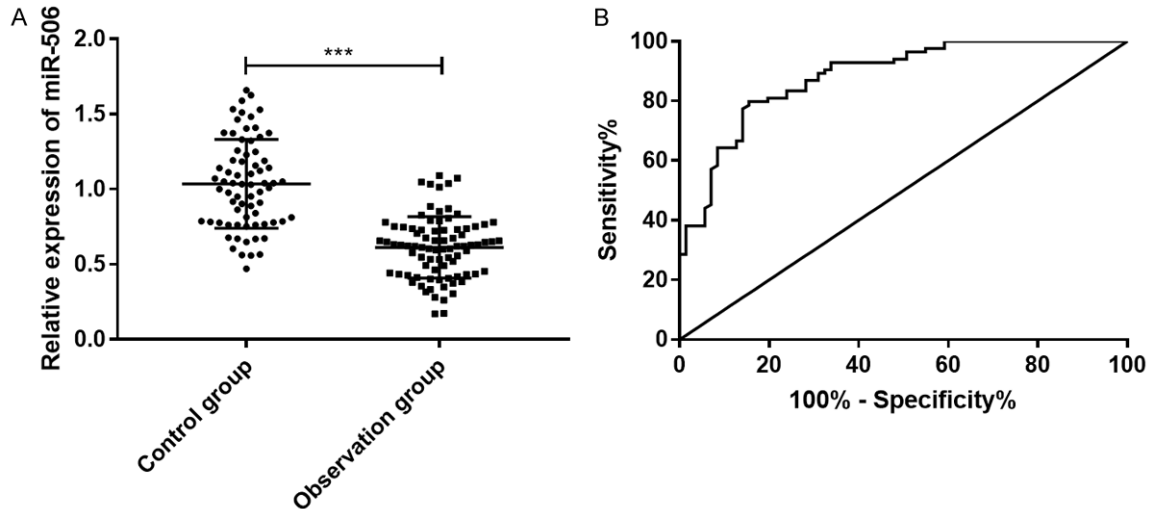 A
Relative expression of miR-506
2.0
1.5
1.0
0.5
0.0
***
Control group
Observation group
B
Sensitivity%
100
80
60
40
20
0
0 20 40 60 80 100
100% - Specificity%